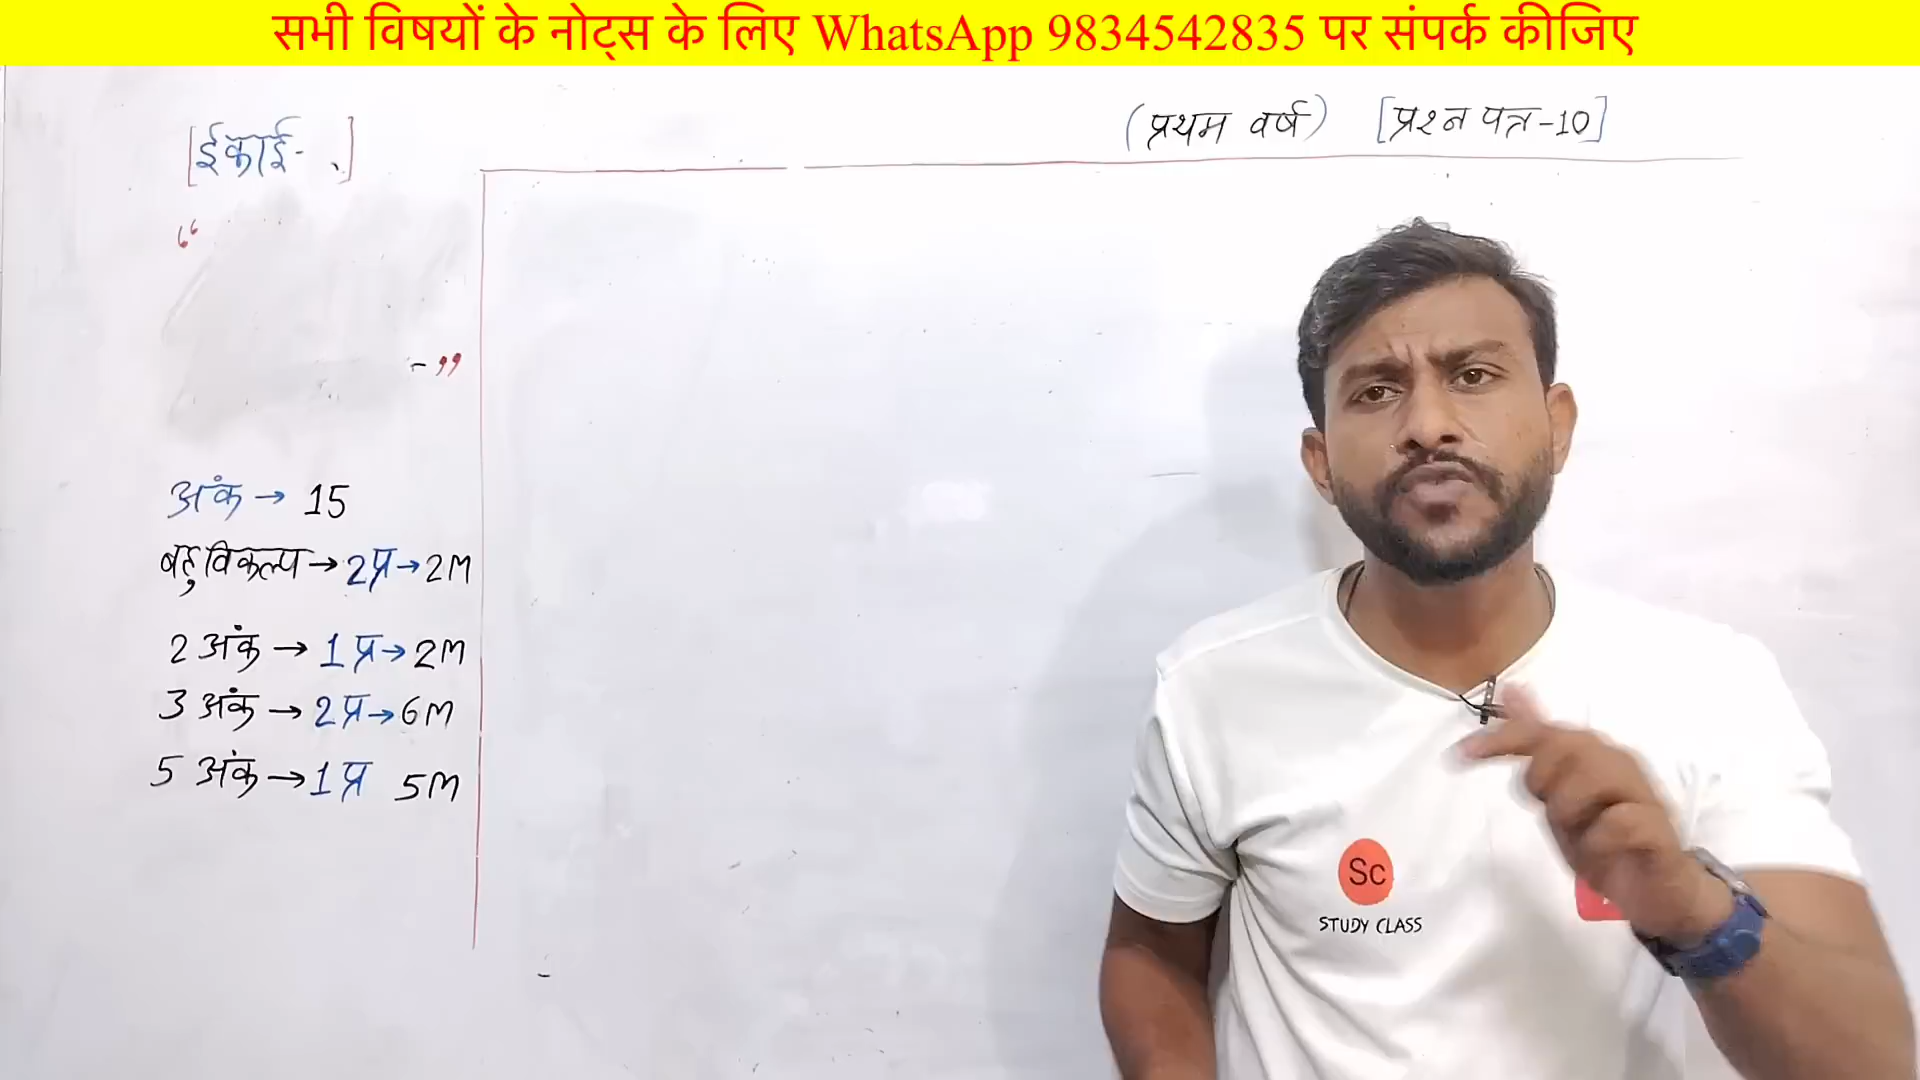 सभी विषयों के नोट्स के लिए WhatsApp 9834542835 पर संपर्क कीजिए
(प्रथम वर्ष) [प्रश्न पत्र-10]
[ईकाई- .]
“
- ”
अंक → 15
बहुविकल्प → 2प्र → 2M
2 अंक → 1 प्र → 2M
3 अंक → 2 प्र → 6M
5 अंक → 1 प्र 5M
Sc
STUDY CLASS